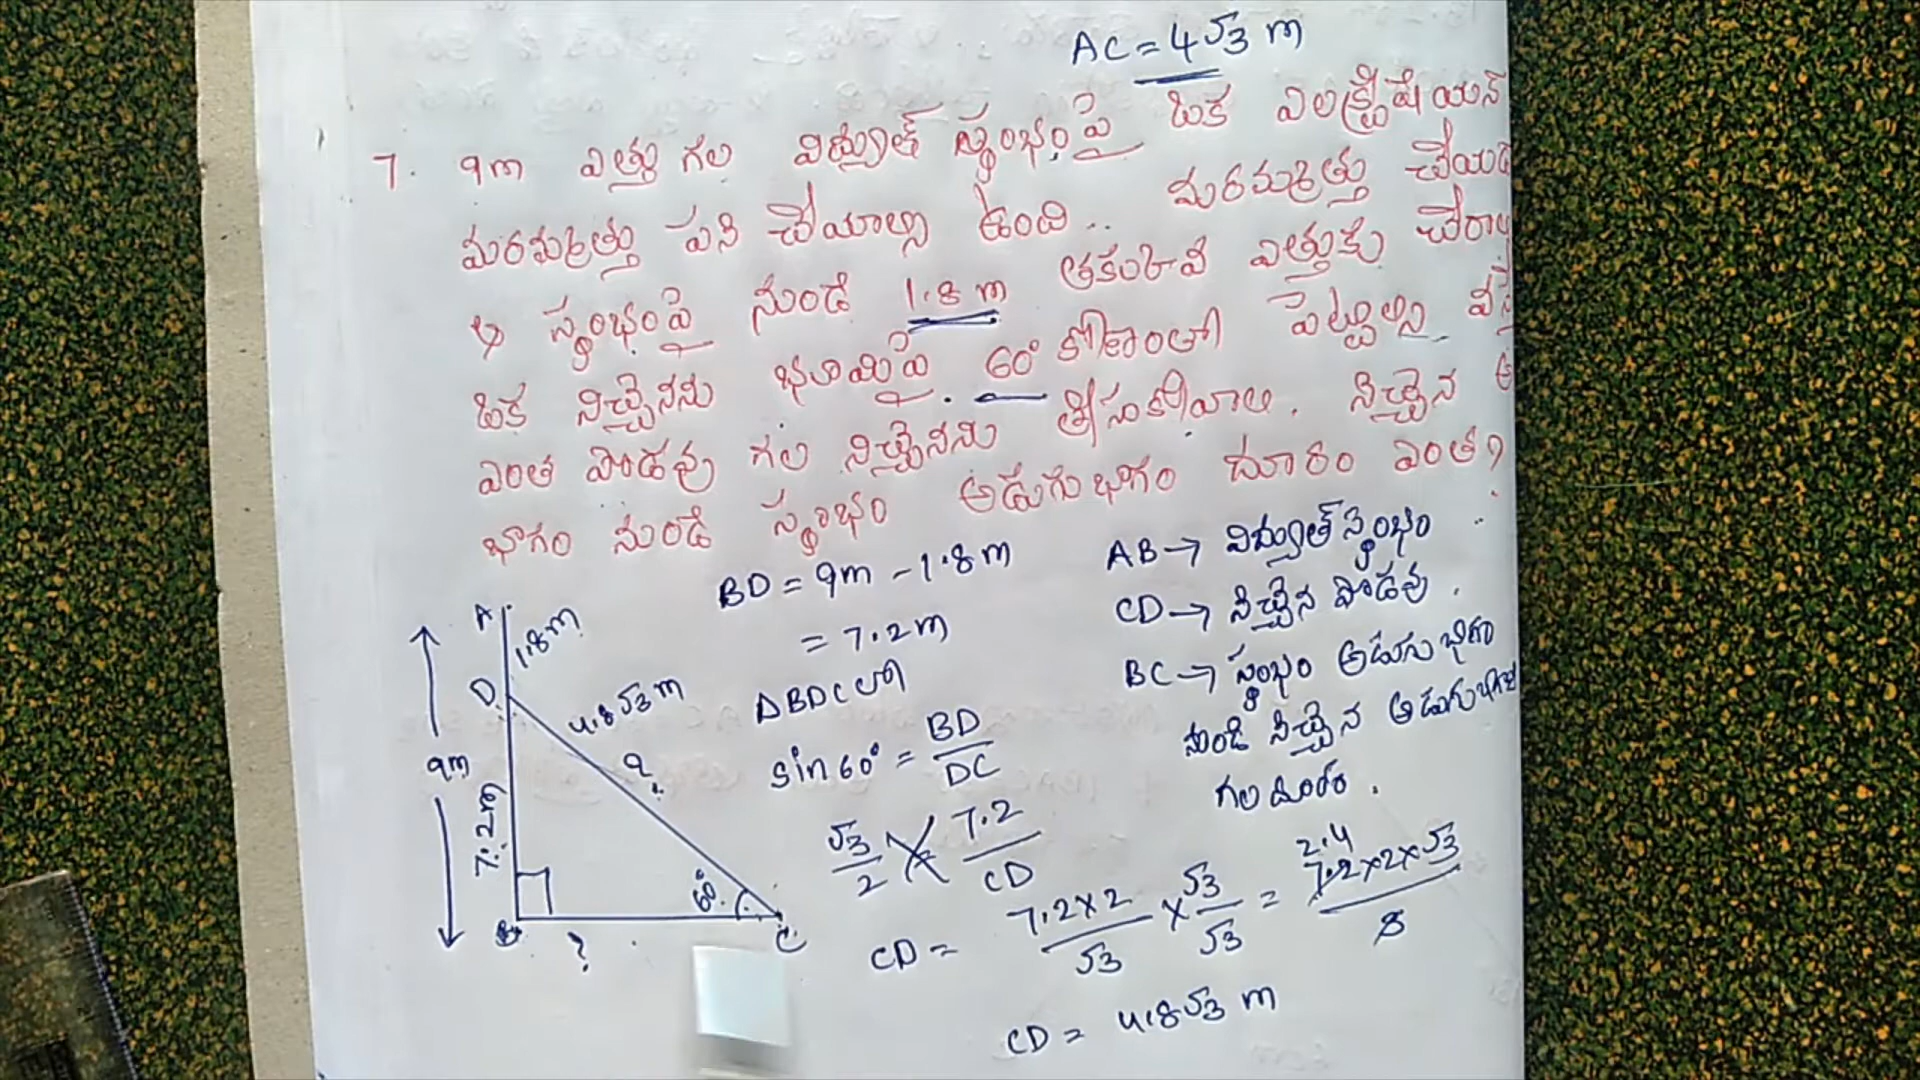 AC = 4√3 m
7. 9m ఎత్తు గల విద్యుత్ స్థంభంపై ఒక ఎలక్ట్రీషియన్
మరమ్మత్తు పని చేయాల్సి ఉంది.. మరమ్మత్తు చేయ
స్థంభంపై నుండి 1.8 m తక్కువ ఎత్తుకు
ఒక నిచ్చెనను భూమిపై 60° కోణంలో పెట్టాల్సి
ఎంత పొడవు గల నిచ్చెనను తీసుకోవాలి. నిచ్చెన
భాగం నుండి స్థంభం అడుగుభాగం దూరం ఎంత?
BD = 9m - 1.8 m
= 7.2 m
Δ BDC లో
sin 60° = BD/DC
√3/2 = 7.2/CD
CD = 7.2×2/√3 × √3/√3 = 7.2×2×√3/3
2.4
CD = 4.8√3 m
AB → విద్యుత్ స్థంభం
CD → నిచ్చెన పొడవు.
BC → స్థంభం అడుగు
నుండి నిచ్చెన అడుగు
గల దూరం.
A
1.8m
D
4.8√3 m
?
9m
7.2m
60°
B
?
C